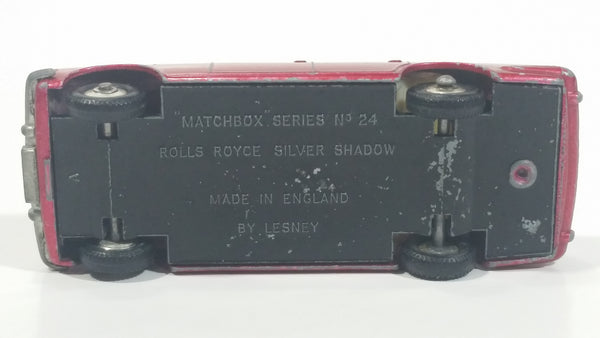 "MATCHBOX" SERIES Nº 24
ROLLS ROYCE SILVER SHADOW
A
MADE IN ENGLAND
BY LESNEY